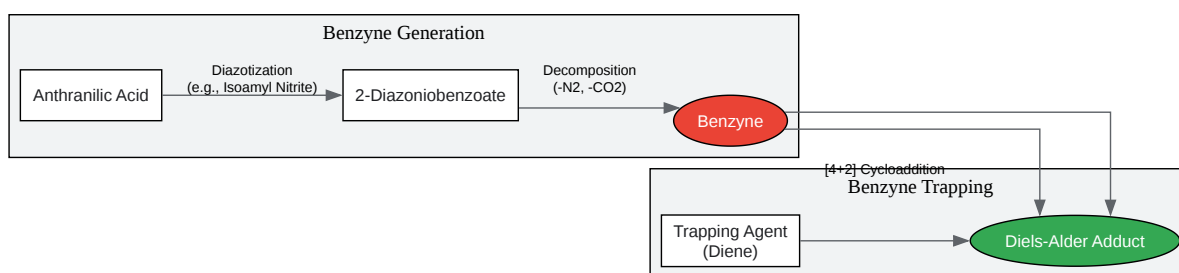 Benzyne Generation
Diazotization
(e.g., Isoamyl Nitrite)
Decomposition
(-N2, -CO2)
Anthranilic Acid
2-Diazoniobenzoate
Benzyne
[4+2] Cycloaddition
Benzyne Trapping
Trapping Agent
(Diene)
Diels-Alder Adduct